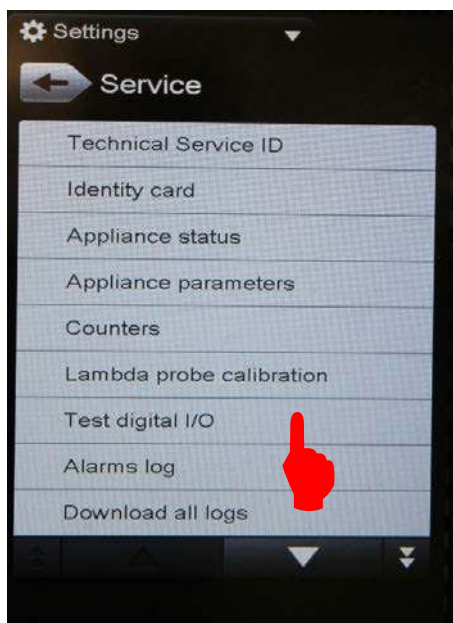 Settings
Service
Technical Service ID
Identity card
Appliance status
Appliance parameters
Counters
Lambda probe calibration
Test digital I/O
Alarms log
Download all logs